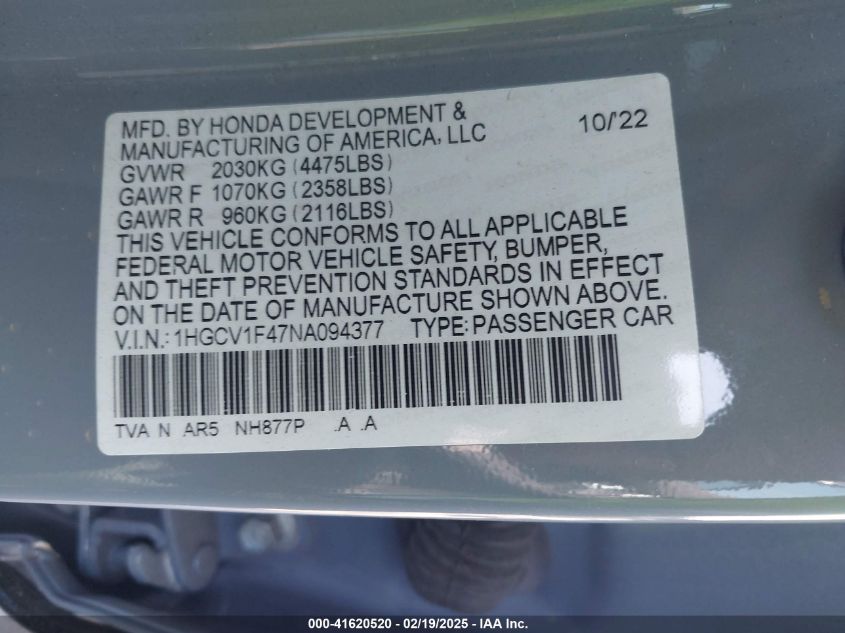 MFD. BY HONDA DEVELOPMENT &
MANUFACTURING OF AMERICA, LLC 10/'22
GVWR 2030KG (4475LBS)
GAWR F 1070KG (2358LBS)
GAWR R 960KG (2116LBS)
THIS VEHICLE CONFORMS TO ALL APPLICABLE
FEDERAL MOTOR VEHICLE SAFETY, BUMPER,
AND THEFT PREVENTION STANDARDS IN EFFECT
ON THE DATE OF MANUFACTURE SHOWN ABOVE.
V.I.N.: 1HGCV1F47NA094377 TYPE: PASSENGER CAR
TVA N AR5 NH877P .A .A
000-41620520 - 02/19/2025 - IAA Inc.